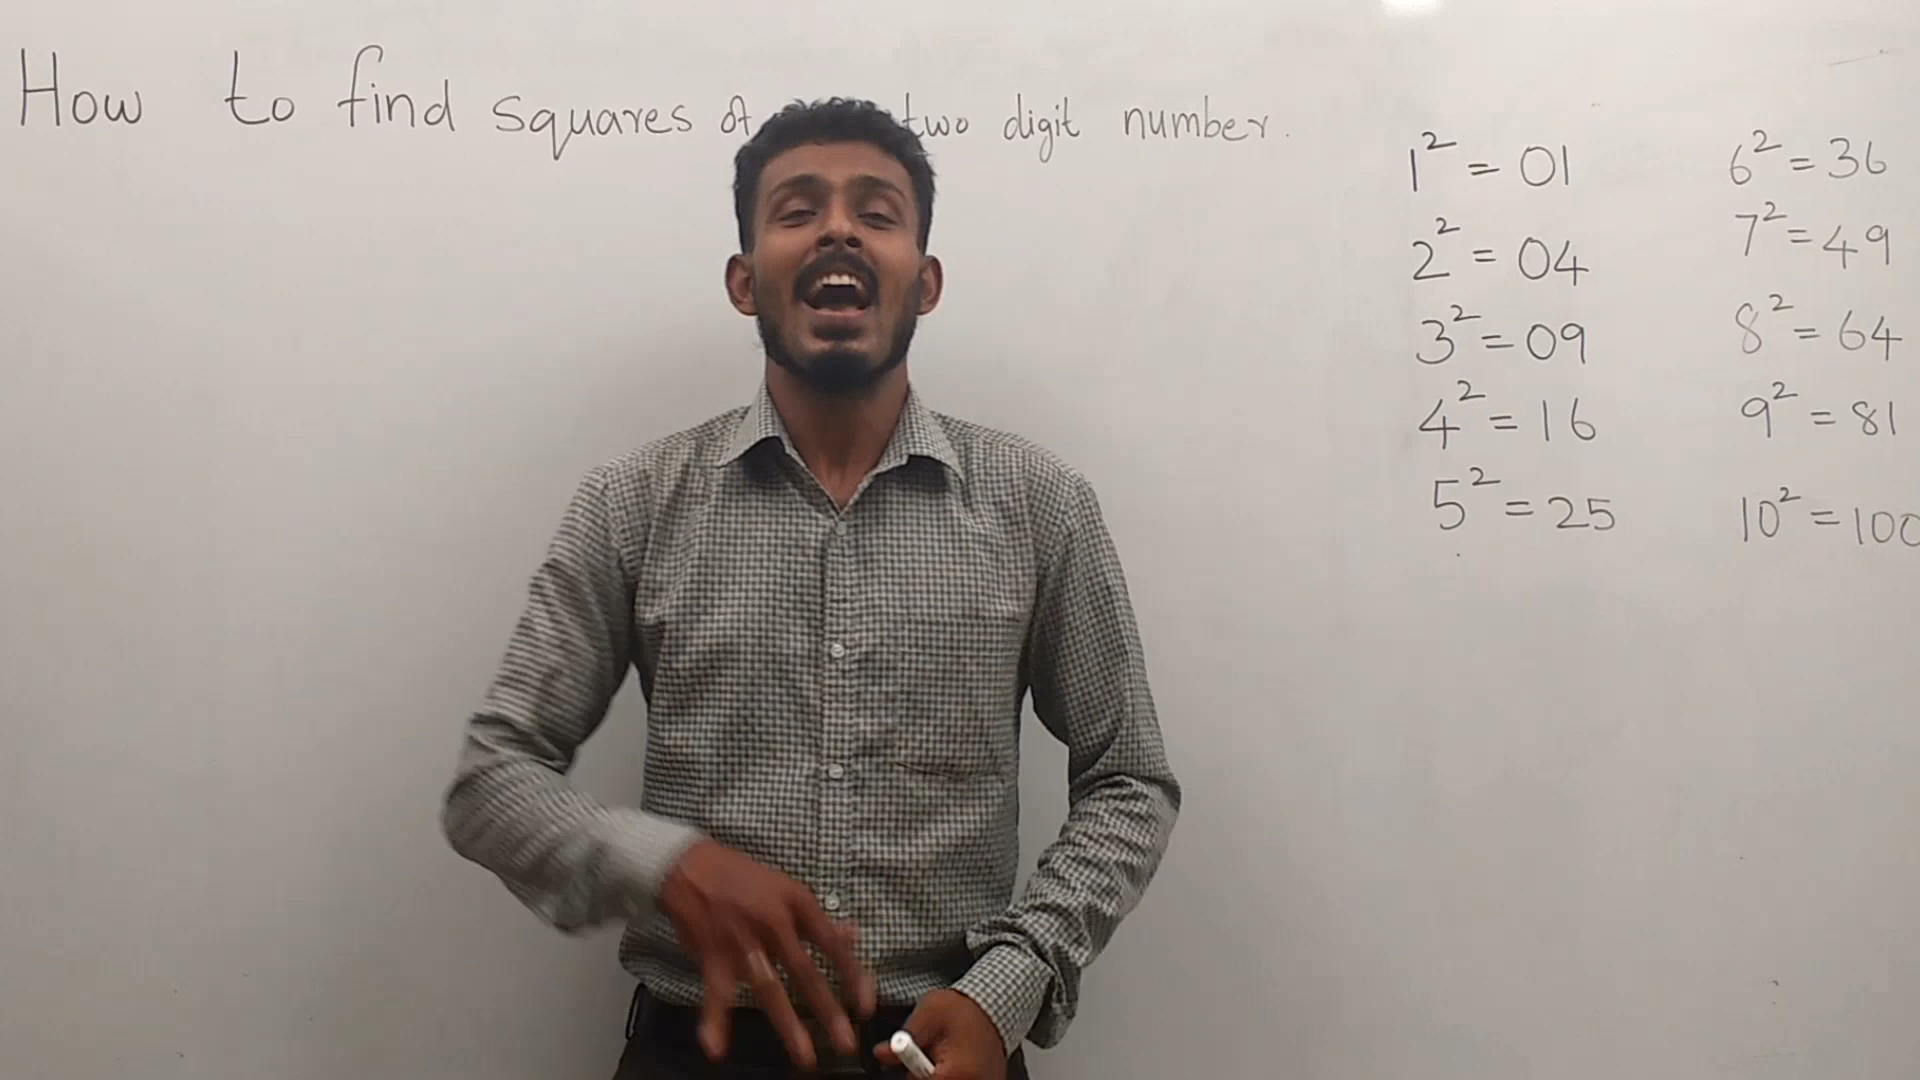 How to find squares of two digit number.
1² = 01
2² = 04
3² = 09
4² = 16
5² = 25
6² = 36
7² = 49
8² = 64
9² = 81
10² = 100